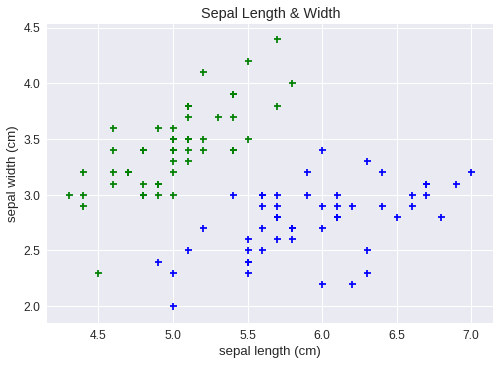 Sepal Length & Width
4.5
4.0
3.5
3.0
2.5
2.0
sepal width (cm)
4.5 5.0 5.5 6.0 6.5 7.0
sepal length (cm)